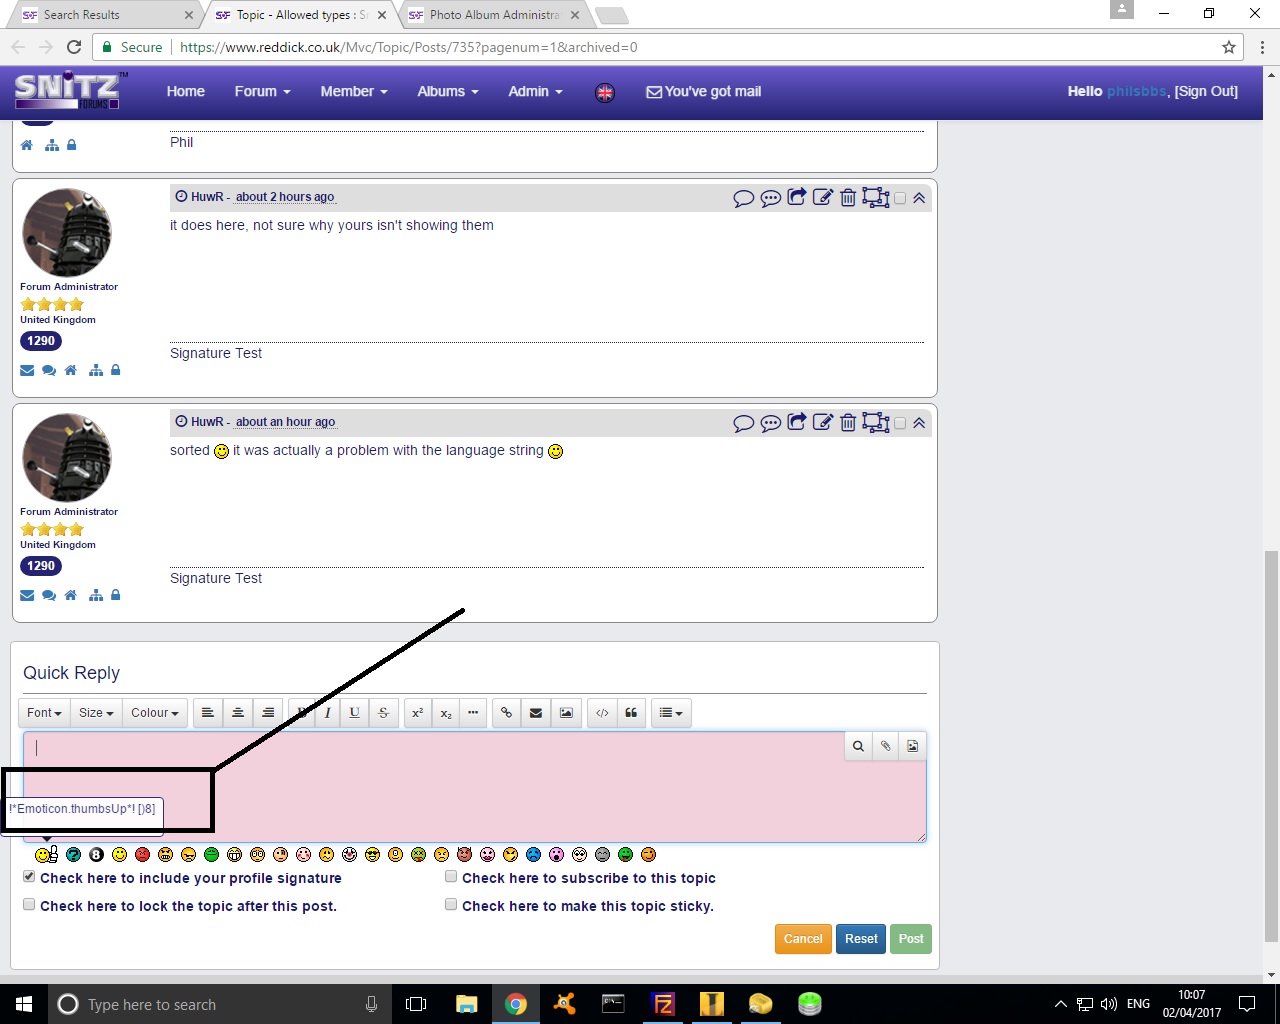 Search Results
Topic - Allowed types : S
Photo Album Administra
Secure
https://www.reddick.co.uk/Mvc/Topic/Posts/735?pagenum=1&archived=0
SNiTZ™
FORUMS
Home
Forum
Member
Albums
Admin
You've got mail
Hello philsbbs, [Sign Out]
Phil
HuwR - about 2 hours ago
it does here, not sure why yours isn't showing them
Forum Administrator
United Kingdom
1290
Signature Test
HuwR - about an hour ago
sorted it was actually a problem with the language string
Forum Administrator
United Kingdom
1290
Signature Test
Quick Reply
Font
Size
Colour
B I U S x² x₂
!*Emoticon.thumbsUp*! [)8]
Check here to include your profile signature
Check here to subscribe to this topic
Check here to lock the topic after this post.
Check here to make this topic sticky.
Cancel
Reset
Post
Type here to search
ENG
10:07
02/04/2017